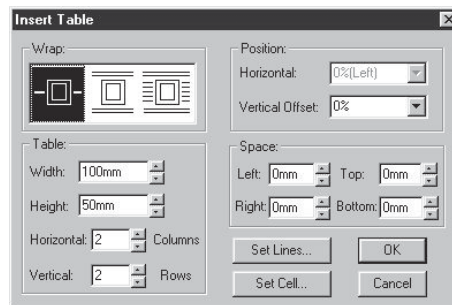 Insert Table
Wrap:
Position:
Horizontal: 0%(Left)
Vertical Offset: 0%
Table:
Width: 100mm
Height: 50mm
Horizontal: 2 Columns
Vertical: 2 Rows
Space:
Left: 0mm Top: 0mm
Right: 0mm Bottom: 0mm
Set Lines... OK
Set Cell... Cancel